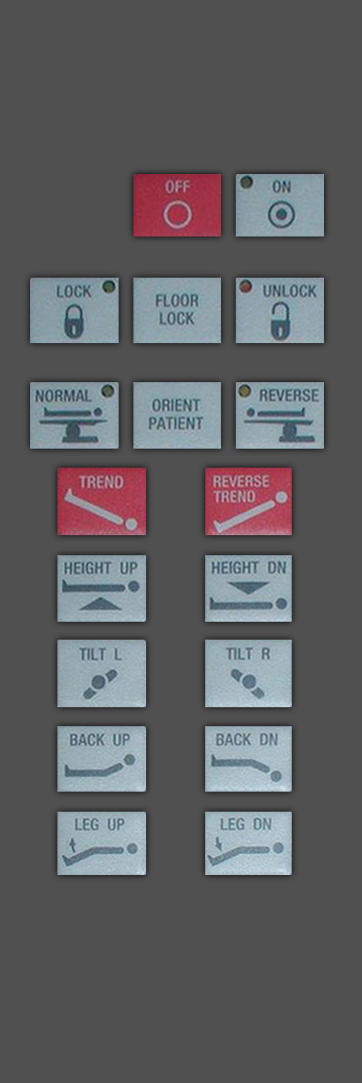 OFF
ON
LOCK
FLOOR
LOCK
UNLOCK
NORMAL
ORIENT
PATIENT
REVERSE
TREND
REVERSE
TREND
HEIGHT UP
HEIGHT DN
TILT L
TILT R
BACK UP
BACK DN
LEG UP
LEG DN